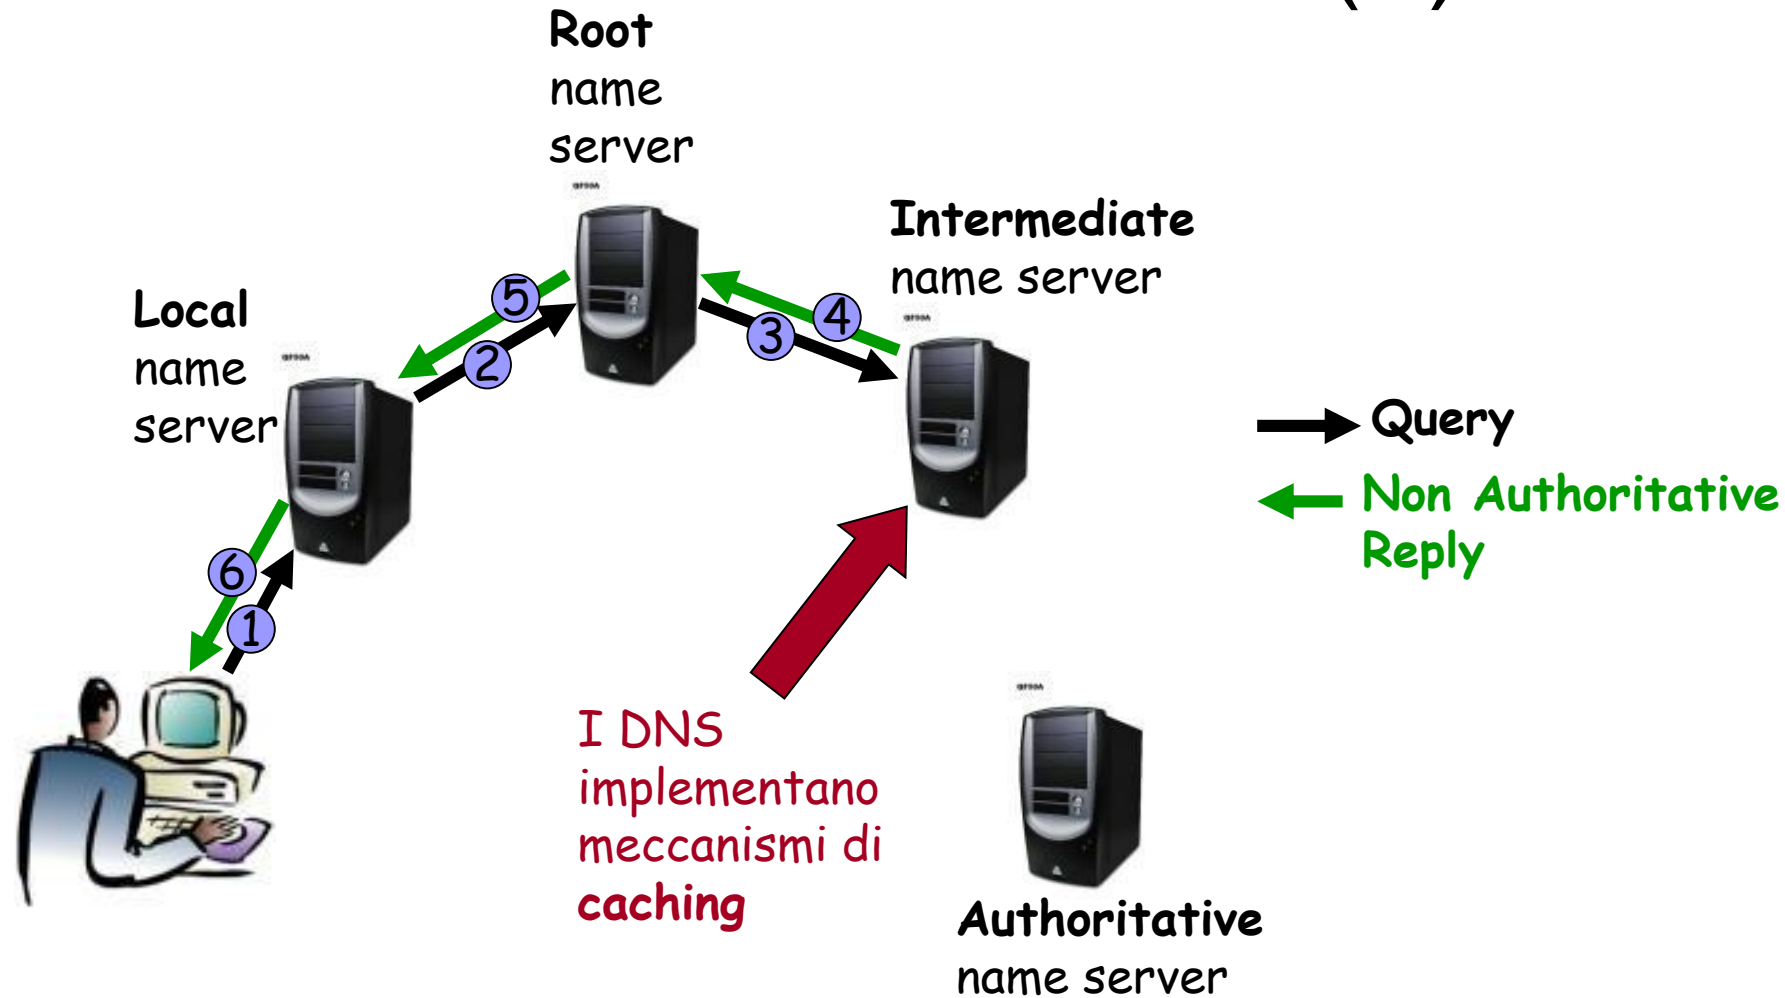 Root
name
server
Intermediate
name server
Local
name
server
5
2
3
4
6
1
Query
Non Authoritative
Reply
I DNS
implementano
meccanismi di
caching
Authoritative
name server